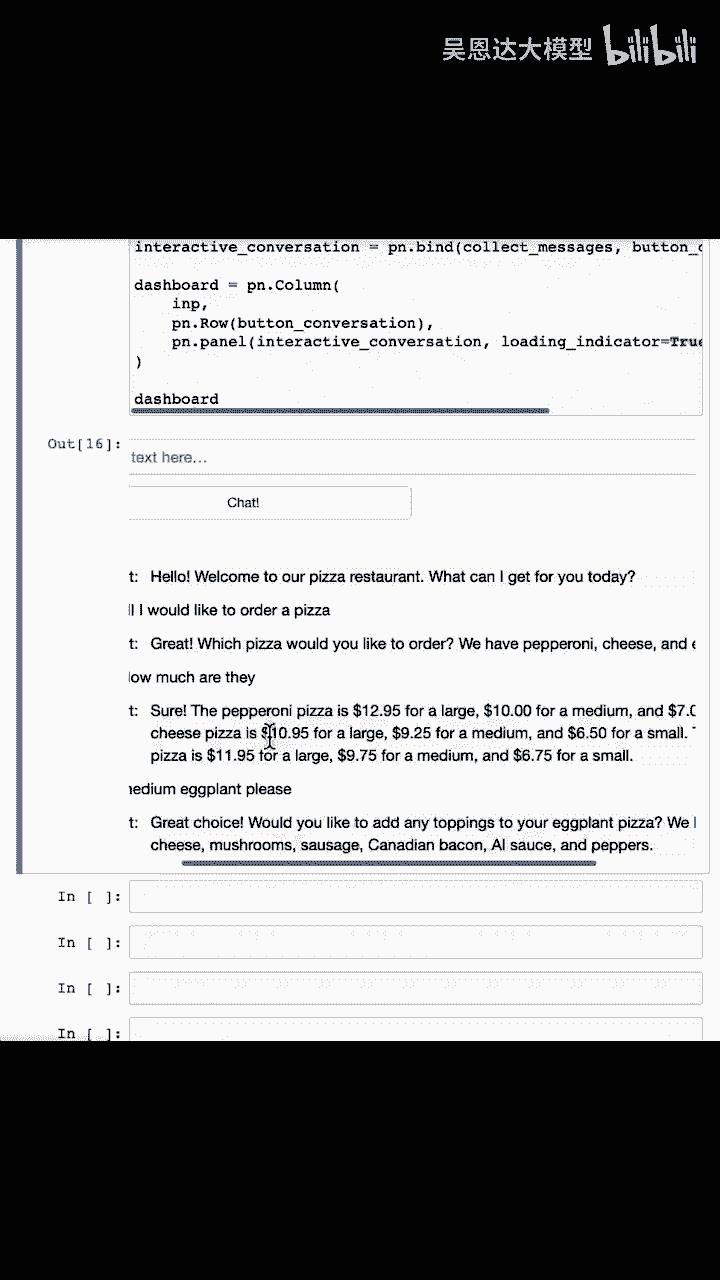 吴恩达大模型 bilibili
interactive_conversation = pn.bind(collect_messages, button_c
dashboard = pn.Column(
inp,
pn.Row(button_conversation),
pn.panel(interactive_conversation, loading_indicator=True
)
dashboard
Out[16]:
text here...
Chat!
t: Hello! Welcome to our pizza restaurant. What can I get for you today?
I would like to order a pizza
t: Great! Which pizza would you like to order? We have pepperoni, cheese, and
low much are they
t: Sure! The pepperoni pizza is $12.95 for a large, $10.00 for a medium, and $7.0
cheese pizza is $10.95 for a large, $9.25 for a medium, and $6.50 for a small.
pizza is $11.95 for a large, $9.75 for a medium, and $6.75 for a small.
nedium eggplant please
t: Great choice! Would you like to add any toppings to your eggplant pizza? We
cheese, mushrooms, sausage, Canadian bacon, AI sauce, and peppers.
In [ ]:
In [ ]:
In [ ]:
In [ ]: